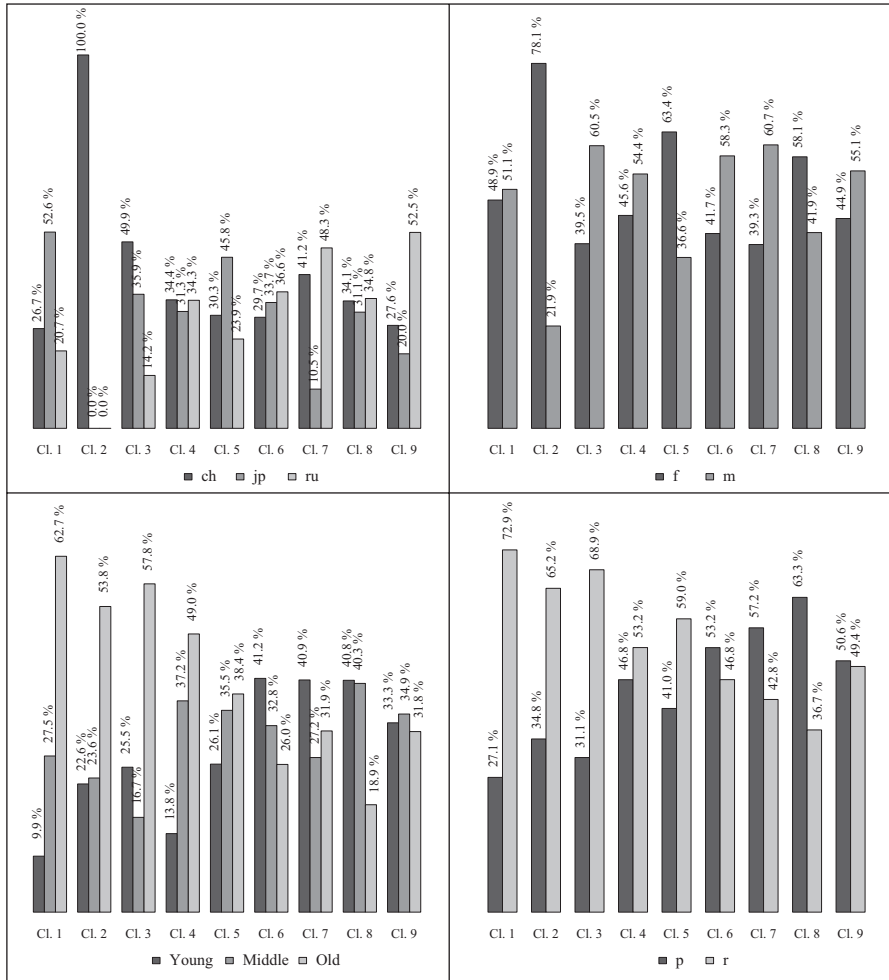 26.7 % 52.6 % 20.7 %
100.0 % 0.0 % 0.0 %
49.9 % 35.9 % 14.2 %
34.4 % 31.3 % 34.3 %
30.3 % 45.8 % 23.9 %
29.7 % 33.7 % 36.6 %
41.2 % 10.5 % 48.3 %
34.1 % 31.1 % 34.8 %
27.6 % 20.0 % 52.5 %
Cl. 1 Cl. 2 Cl. 3 Cl. 4 Cl. 5 Cl. 6 Cl. 7 Cl. 8 Cl. 9
ch jp ru
48.9 % 51.1 %
78.1 % 21.9 %
39.5 % 60.5 %
45.6 % 54.4 %
63.4 % 36.6 %
41.7 % 58.3 %
39.3 % 60.7 %
58.1 % 41.9 %
44.9 % 55.1 %
Cl. 1 Cl. 2 Cl. 3 Cl. 4 Cl. 5 Cl. 6 Cl. 7 Cl. 8 Cl. 9
f m
9.9 % 27.5 % 62.7 %
22.6 % 23.6 % 53.8 %
25.5 % 16.7 % 57.8 %
13.8 % 37.2 % 49.0 %
26.1 % 35.5 % 38.4 %
41.2 % 32.8 % 26.0 %
40.9 % 27.2 % 31.9 %
40.8 % 40.3 % 18.9 %
33.3 % 34.9 % 31.8 %
Cl. 1 Cl. 2 Cl. 3 Cl. 4 Cl. 5 Cl. 6 Cl. 7 Cl. 8 Cl. 9
Young Middle Old
27.1 % 72.9 %
34.8 % 65.2 %
31.1 % 68.9 %
46.8 % 53.2 %
41.0 % 59.0 %
53.2 % 46.8 %
57.2 % 42.8 %
63.3 % 36.7 %
50.6 % 49.4 %
Cl. 1 Cl. 2 Cl. 3 Cl. 4 Cl. 5 Cl. 6 Cl. 7 Cl. 8 Cl. 9
p r